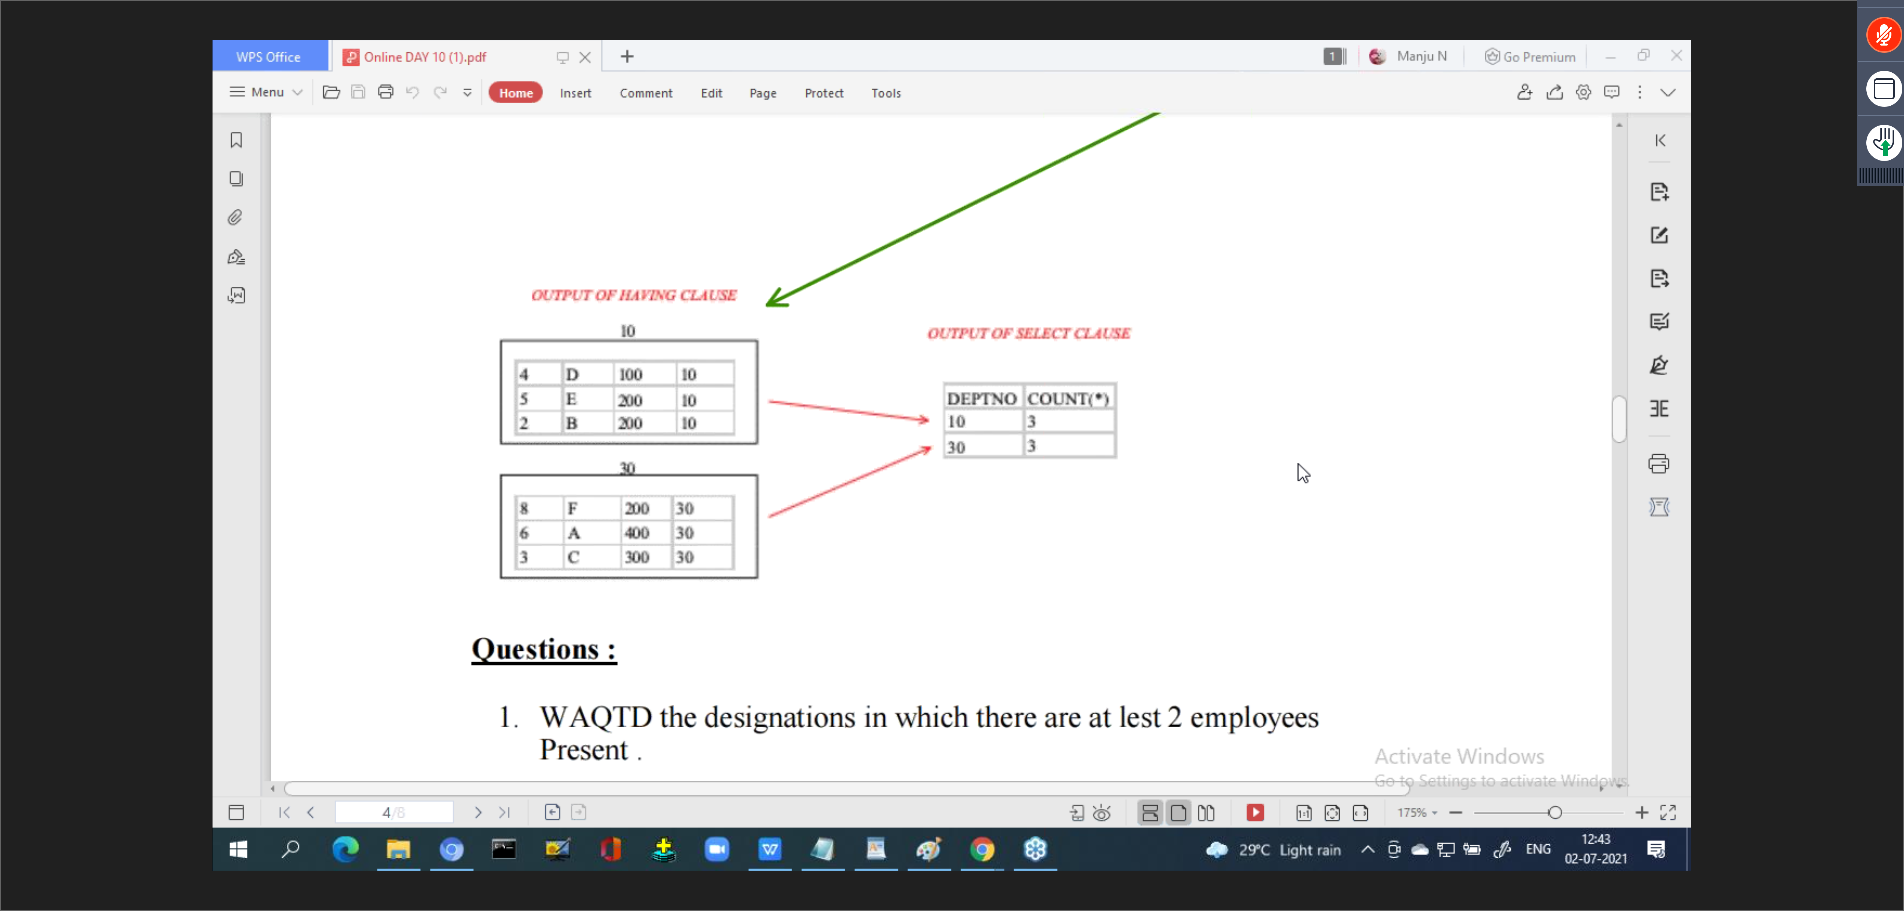 WPS Office
Online DAY 10 (1).pdf
1
Manju N
Go Premium
Menu
Home
Insert
Comment
Edit
Page
Protect
Tools
OUTPUT OF HAVING CLAUSE
10
4 D 100 10
5 E 200 10
2 B 200 10
30
8 F 200 30
6 A 400 30
3 C 300 30
OUTPUT OF SELECT CLAUSE
DEPTNO COUNT(*)
10 3
30 3
Questions :
1. WAQTD the designations in which there are at lest 2 employees
Present .
Activate Windows
Go to Settings to activate Windows.
4/8
175%
29°C Light rain
ENG
12:43
02-07-2021